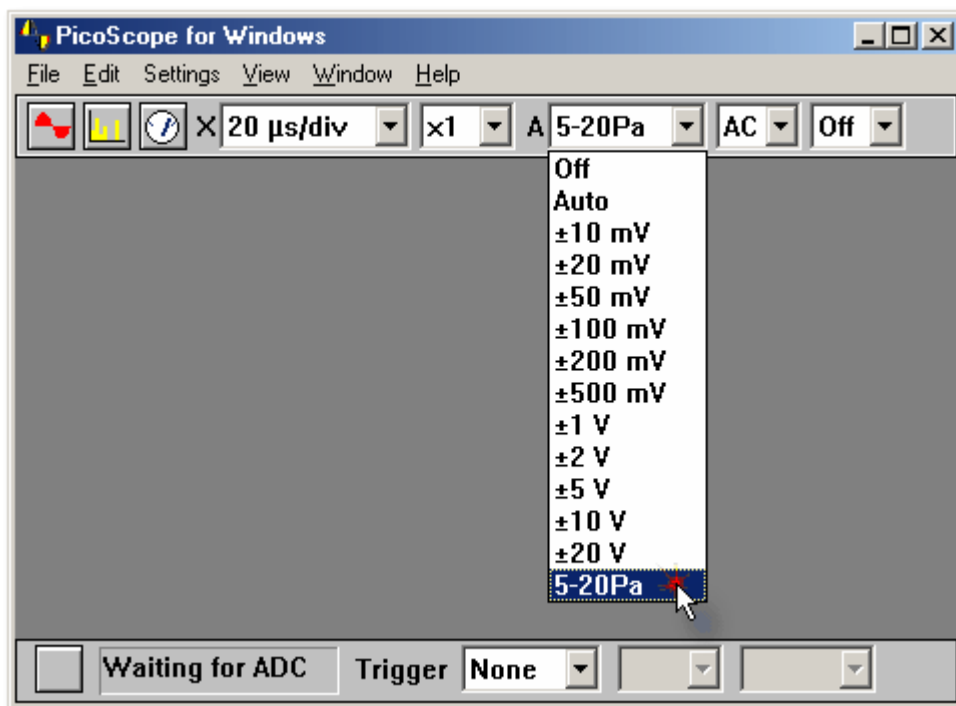 PicoScope for Windows
File Edit Settings View Window Help
X 20 µs/div x1 A 5-20Pa AC Off
Off
Auto
±10 mV
±20 mV
±50 mV
±100 mV
±200 mV
±500 mV
±1 V
±2 V
±5 V
±10 V
±20 V
5-20Pa
Waiting for ADC Trigger None